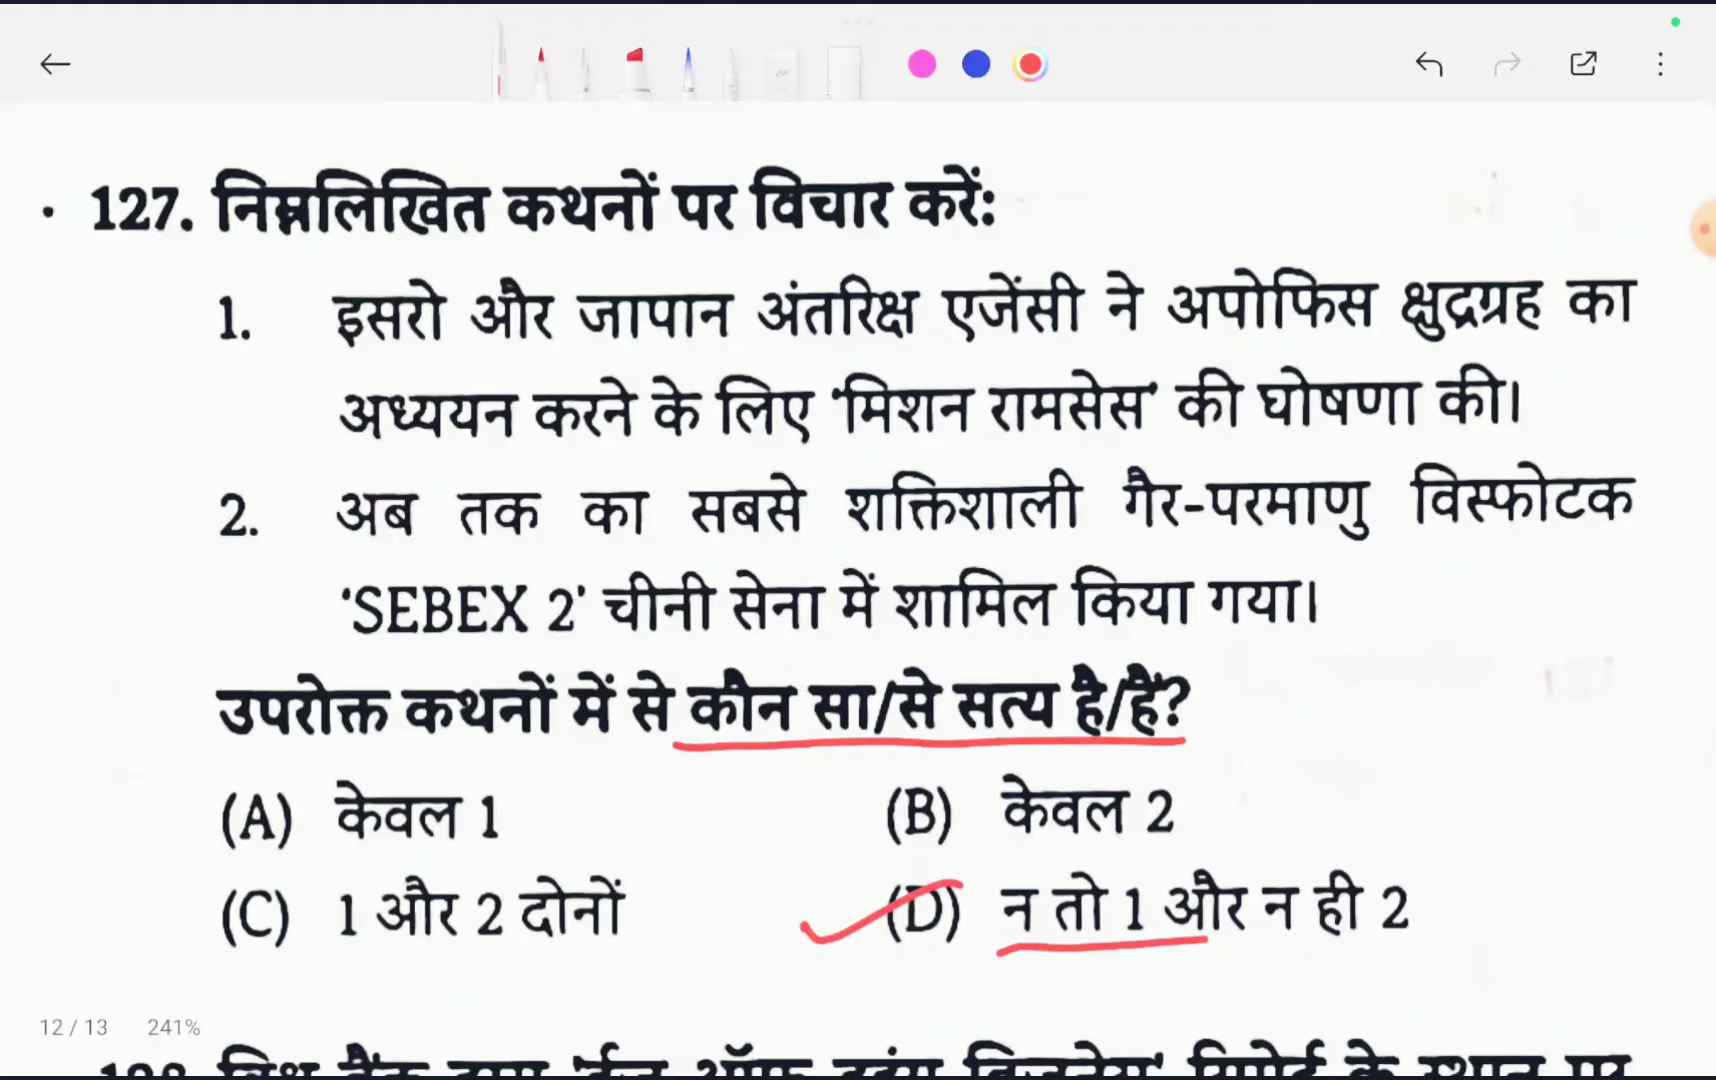 127. निम्नलिखित कथनों पर विचार करें:
1. इसरो और जापान अंतरिक्ष एजेंसी ने अपोफिस क्षुद्रग्रह का
अध्ययन करने के लिए 'मिशन रामसेस' की घोषणा की।
2. अब तक का सबसे शक्तिशाली गैर-परमाणु विस्फोटक
'SEBEX 2' चीनी सेना में शामिल किया गया।
उपरोक्त कथनों में से कौन सा/से सत्य है/हैं?
(A) केवल 1 (B) केवल 2
(C) 1 और 2 दोनों (D) न तो 1 और न ही 2
12 / 13 241%